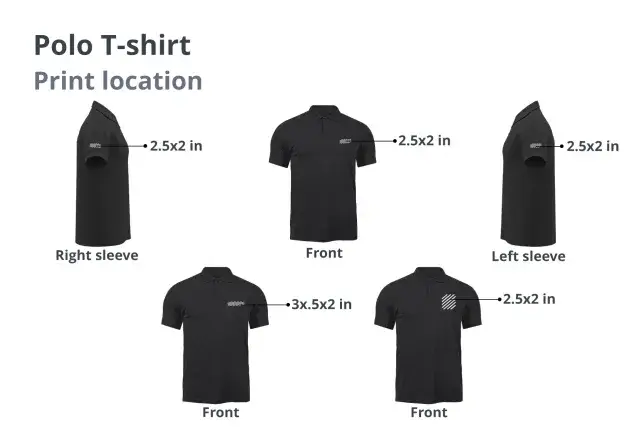 Polo T-shirt
Print location
2.5x2 in
2.5x2 in
2.5x2 in
Right sleeve
Front
Left sleeve
3x.5x2 in
2.5x2 in
Front
Front